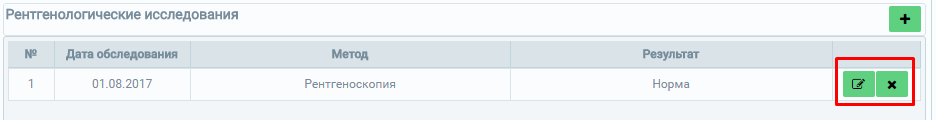 Рентгенологические исследования
№ Дата обследования Метод Результат
1 01.08.2017 Рентгеноскопия Норма